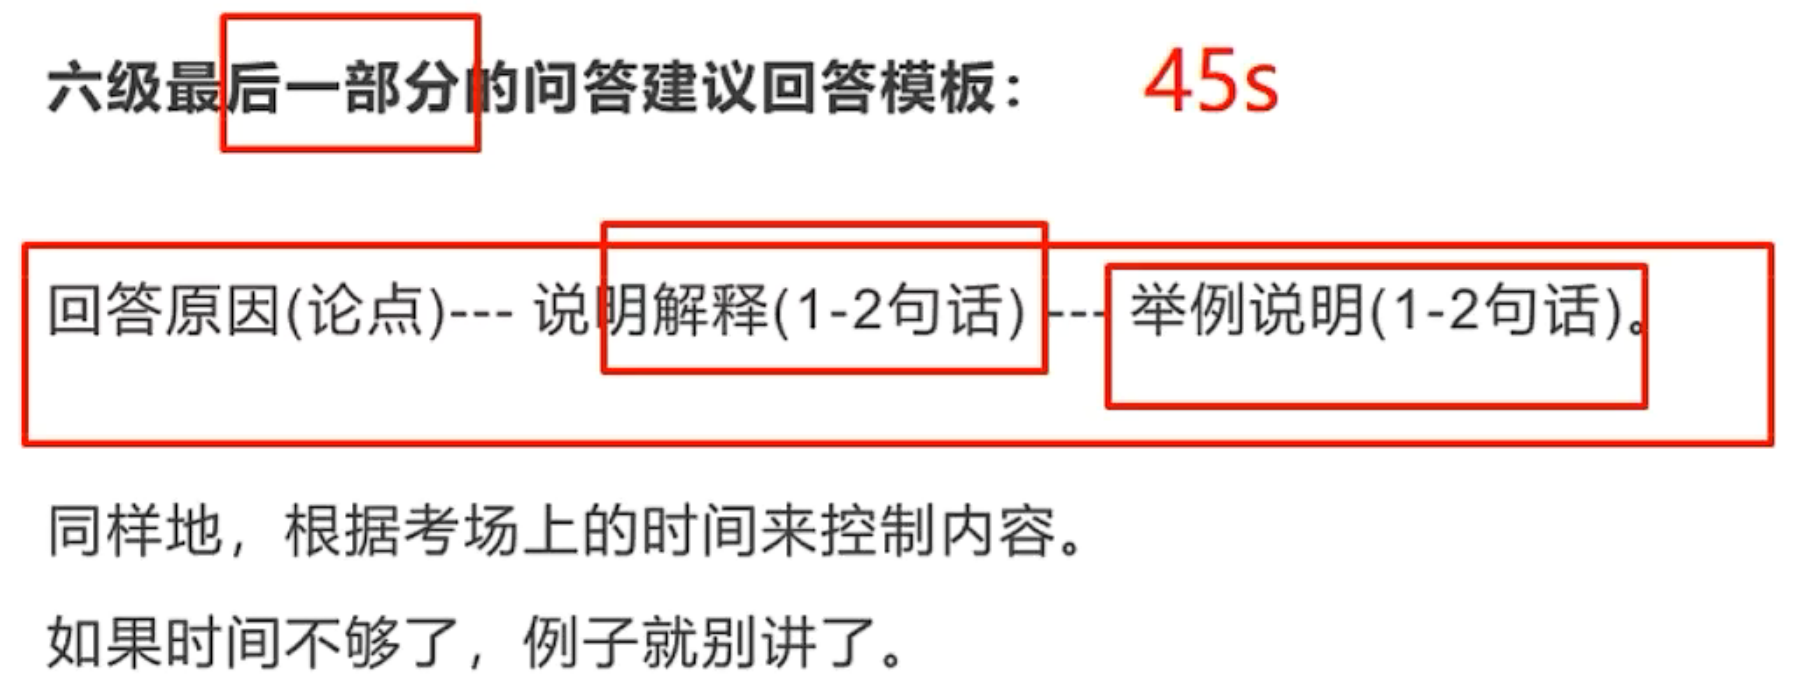 六级最后一部分的问答建议回答模板： 45s
回答原因(论点)--- 说明解释(1-2句话) --- 举例说明(1-2句话)。
同样地，根据考场上的时间来控制内容。
如果时间不够了，例子就别讲了。